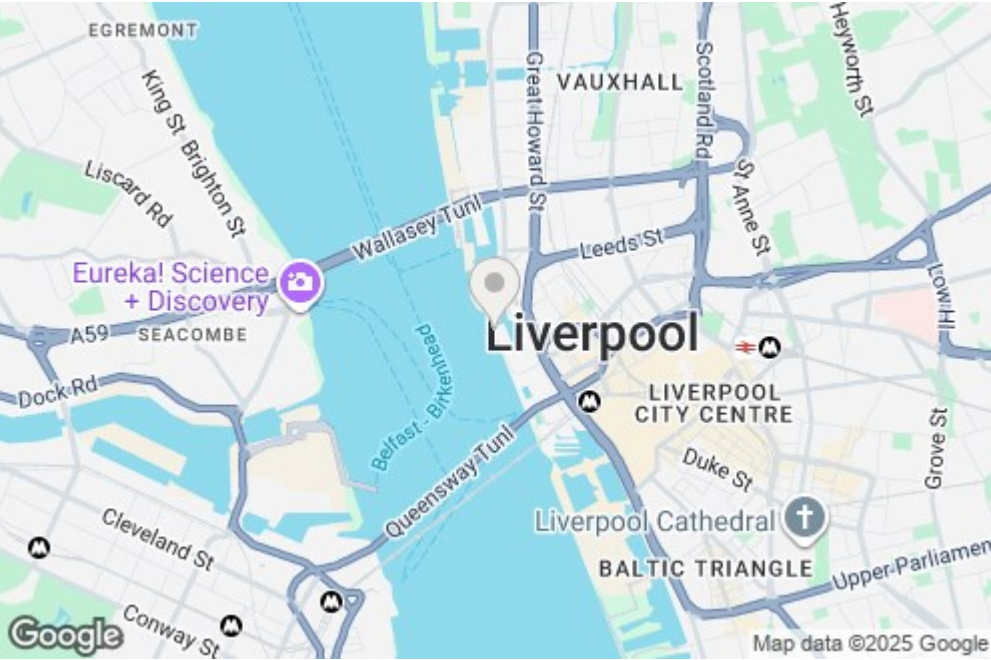 EGREMONT
King St
Brighton St
Liscard Rd
Great Howard St
VAUXHALL
Scotland Rd
Heyworth St
St Anne St
Wallasey Tunl
Leeds St
Eureka! Science
+ Discovery
A59
SEACOMBE
Dock Rd
Belfast - Birkenhead
Liverpool
Low Hill
LIVERPOOL
CITY CENTRE
Grove St
Duke St
Queensway Tunl
Liverpool Cathedral
BALTIC TRIANGLE
Upper Parliamen
Cleveland St
Conway St
Google
Map data ©2025 Google